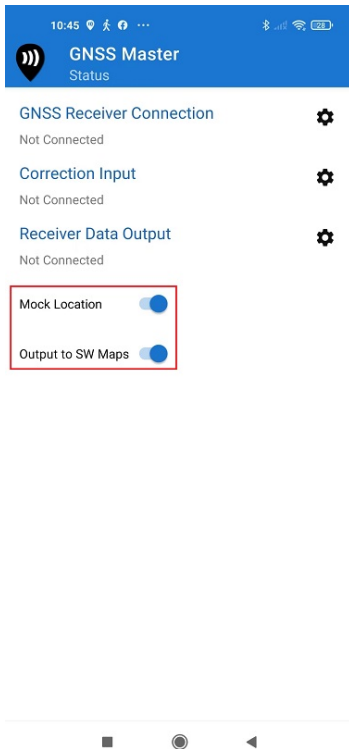 10:45
GNSS Master
Status
GNSS Receiver Connection
Not Connected
Correction Input
Not Connected
Receiver Data Output
Not Connected
Mock Location
Output to SW Maps